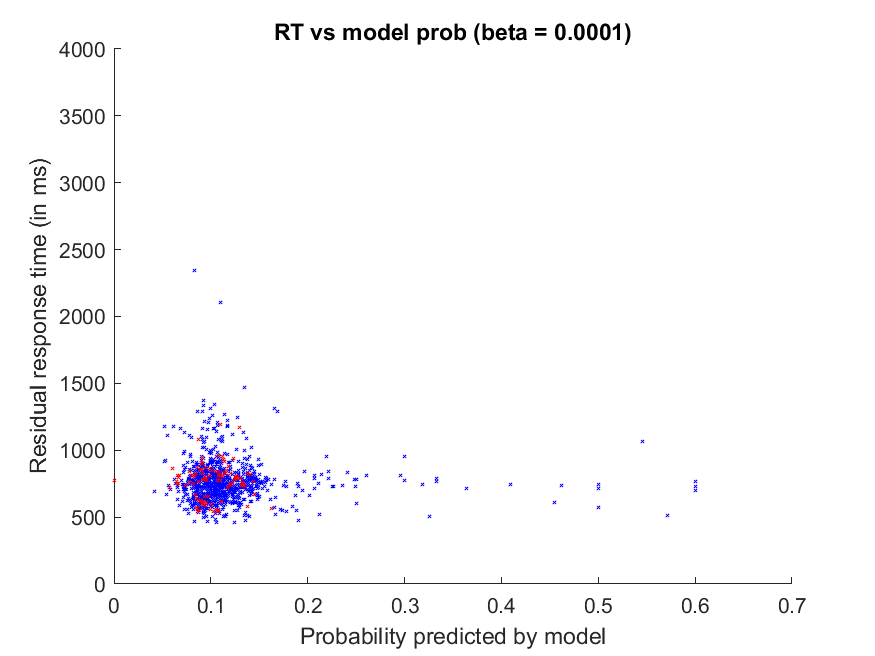 RT vs model prob (beta = 0.0001)
4000
3500
3000
2500
2000
1500
1000
500
0
Residual response time (in ms)
0 0.1 0.2 0.3 0.4 0.5 0.6 0.7
Probability predicted by model